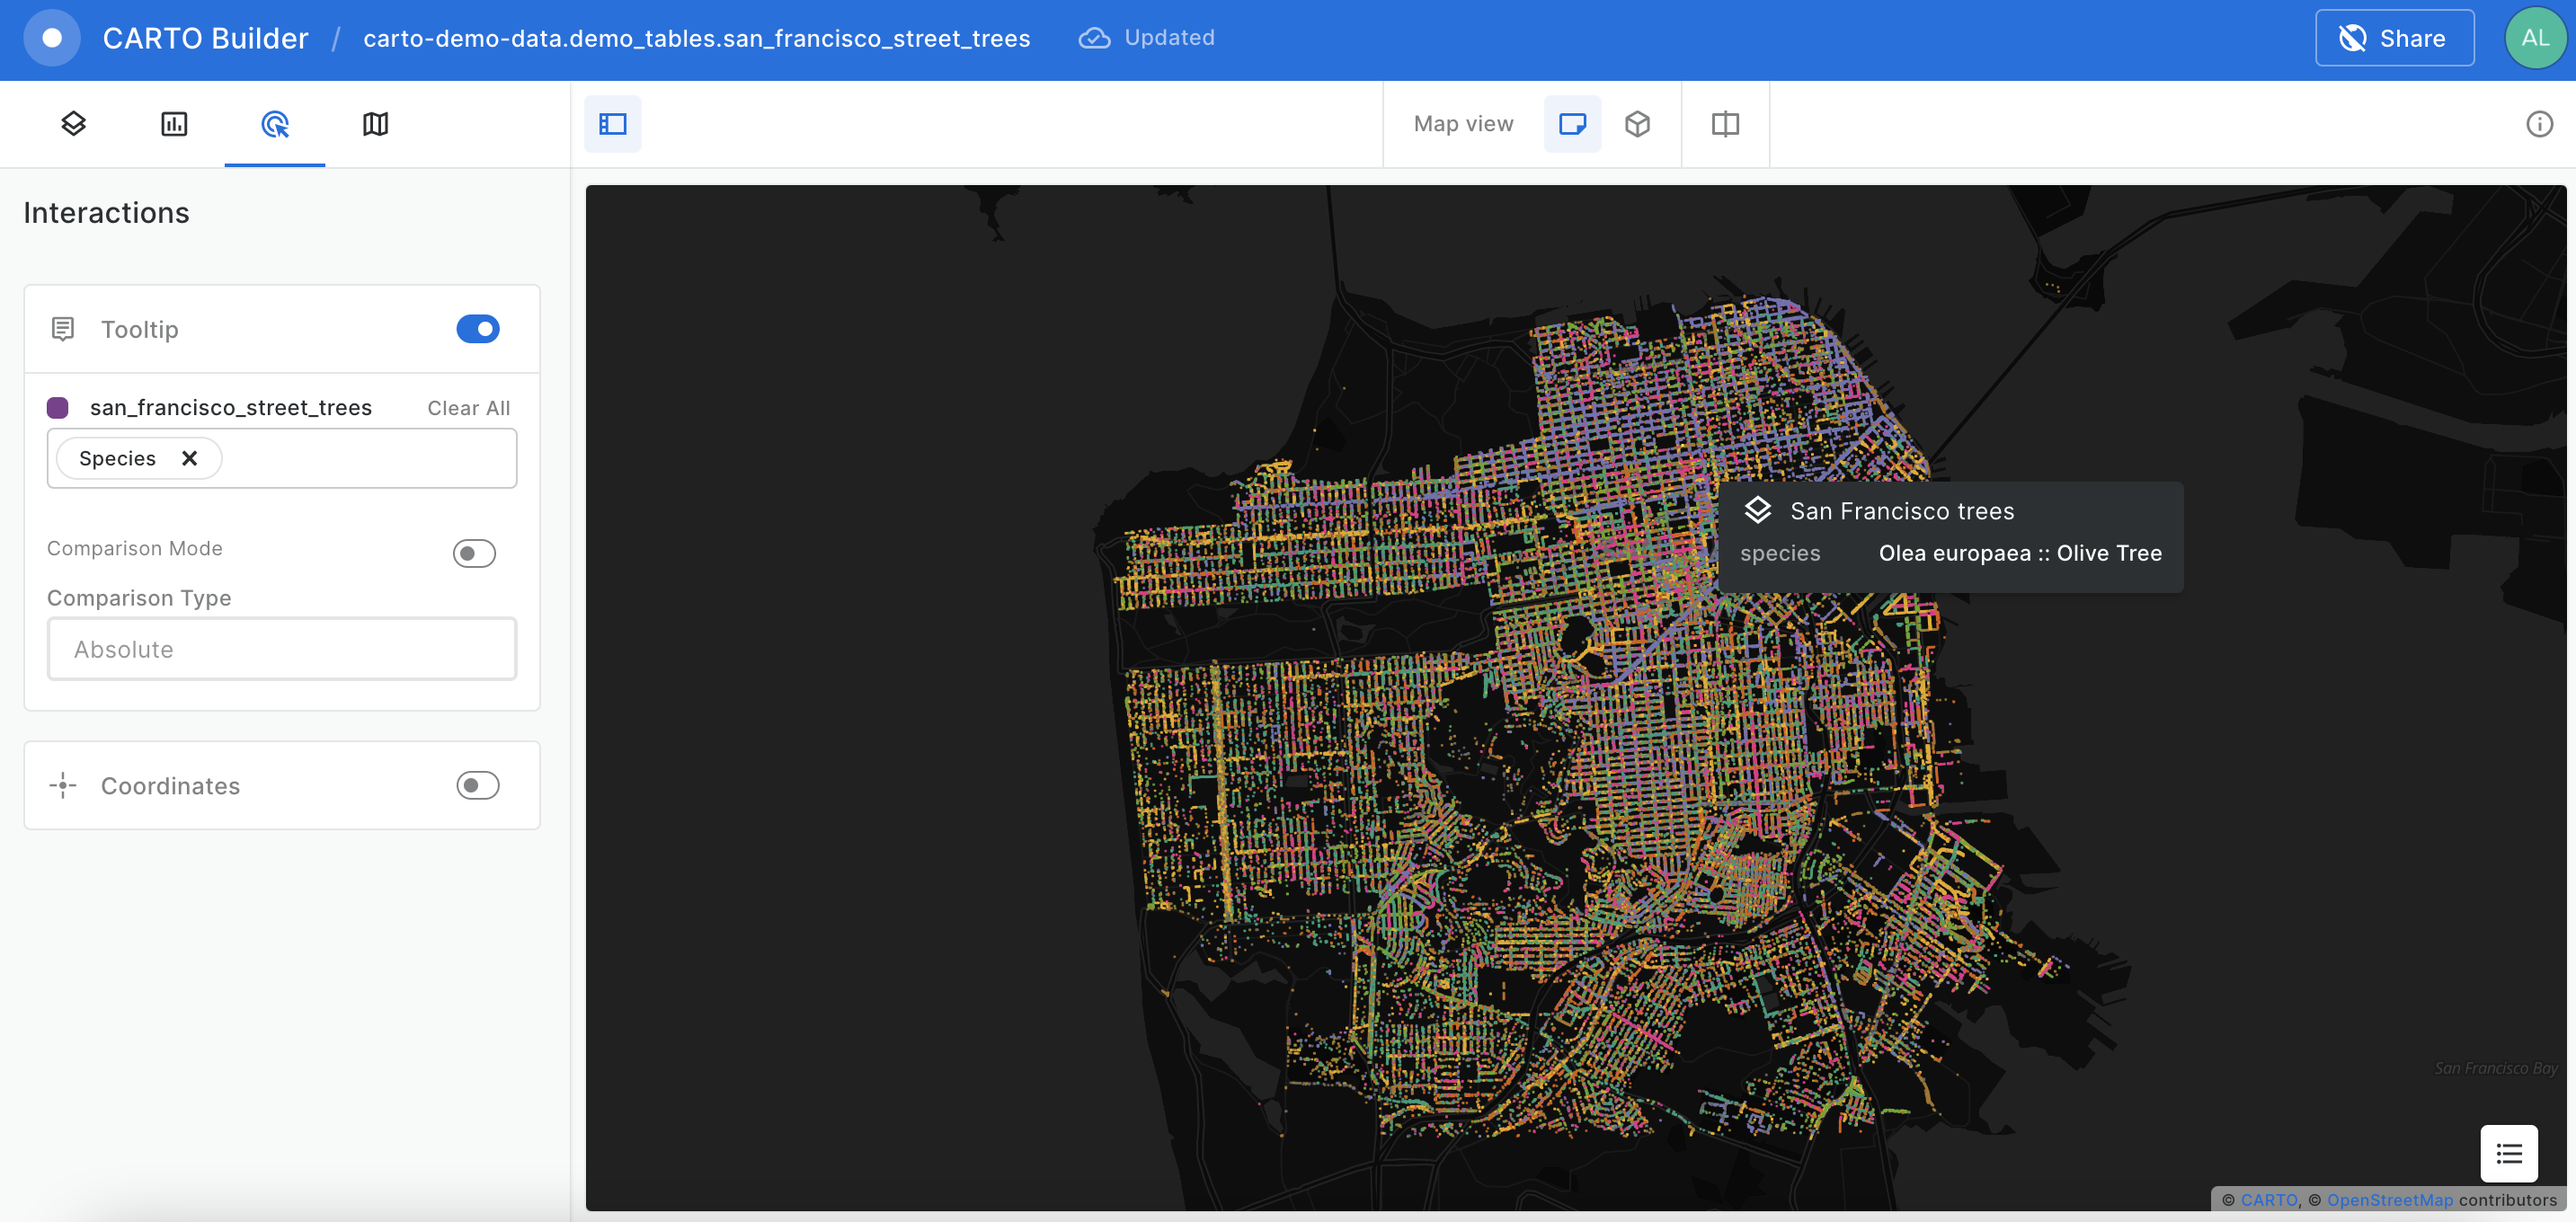 CARTO Builder / carto-demo-data.demo_tables.san_francisco_street_trees Updated Share AL
Map view
Interactions
Tooltip
san_francisco_street_trees Clear All
Species
Comparison Mode
Comparison Type
Absolute
Coordinates
San Francisco trees
species Olea europaea :: Olive Tree
San Francisco Bay
© CARTO, © OpenStreetMap contributors